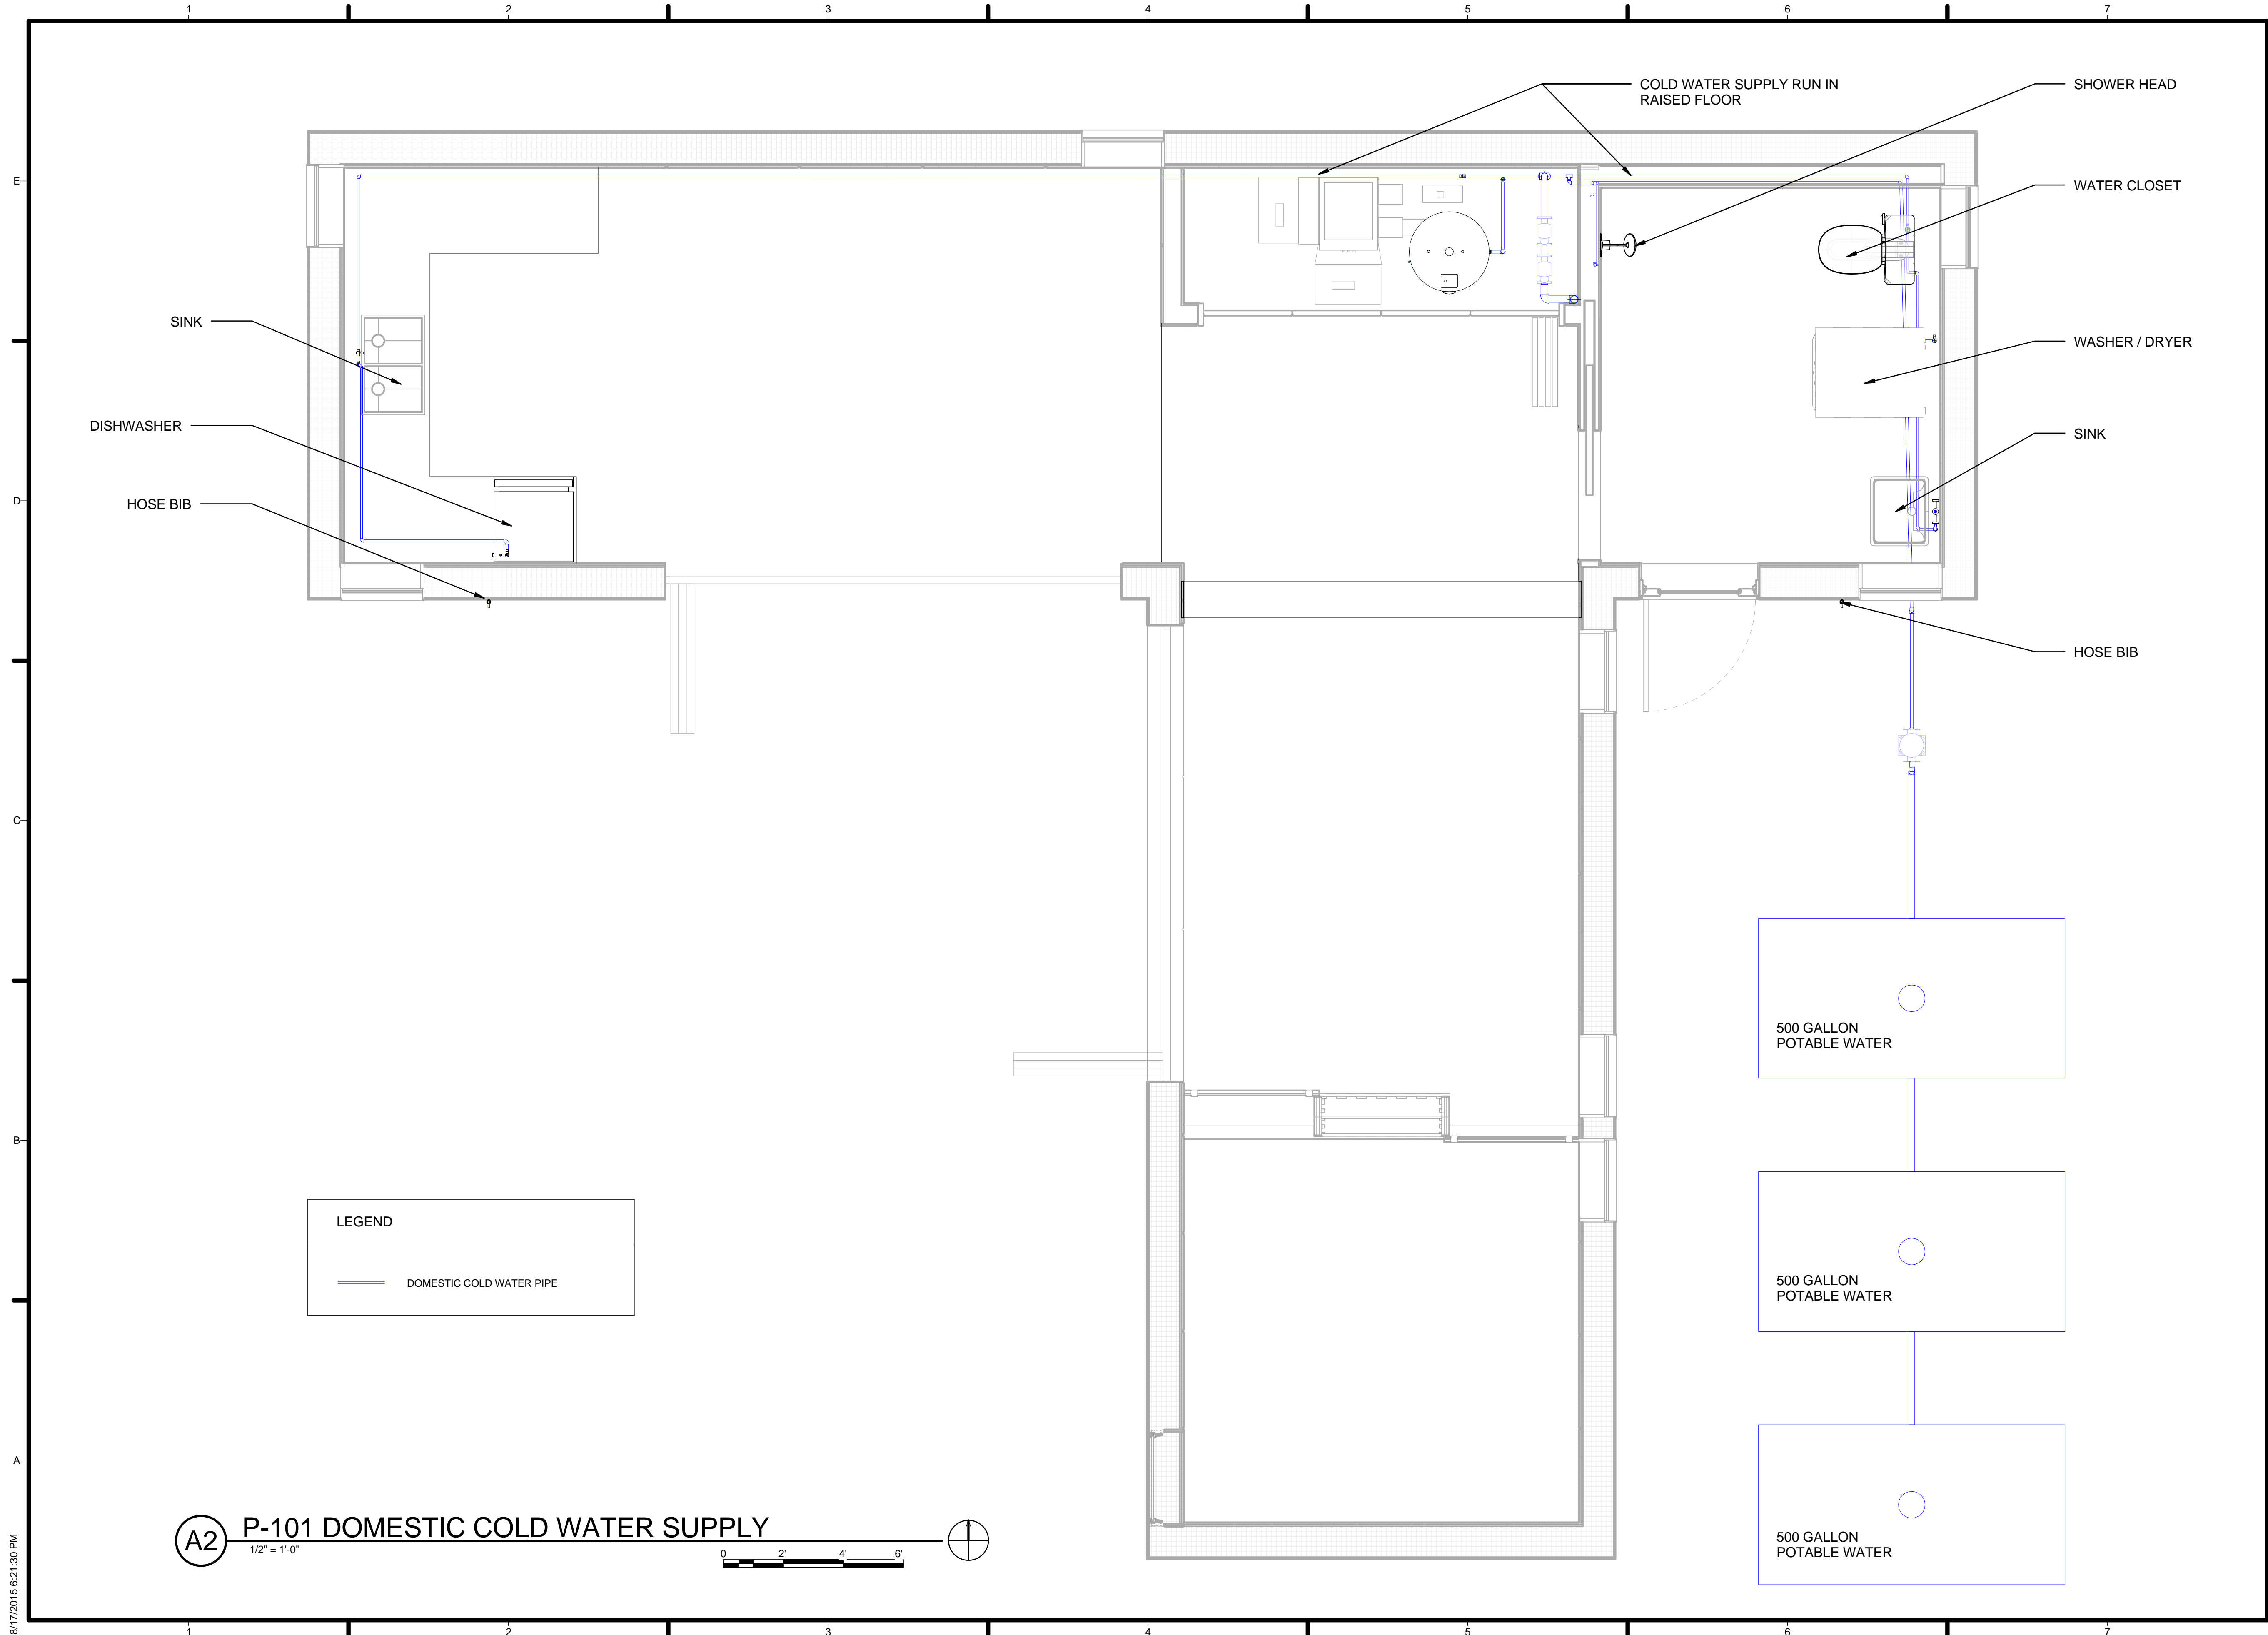 1 2 3 4 5 6 7
COLD WATER SUPPLY RUN IN
RAISED FLOOR
SHOWER HEAD
E
WATER CLOSET
SINK
WASHER / DRYER
DISHWASHER
SINK
D
HOSE BIB
HOSE BIB
C
500 GALLON
POTABLE WATER
B
LEGEND
DOMESTIC COLD WATER PIPE
500 GALLON
POTABLE WATER
A
A2
P-101 DOMESTIC COLD WATER SUPPLY
1/2" = 1'-0"
0 2' 4' 6'
500 GALLON
POTABLE WATER
8/17/2015 6:21:30 PM
1 2 3 4 5 6 7